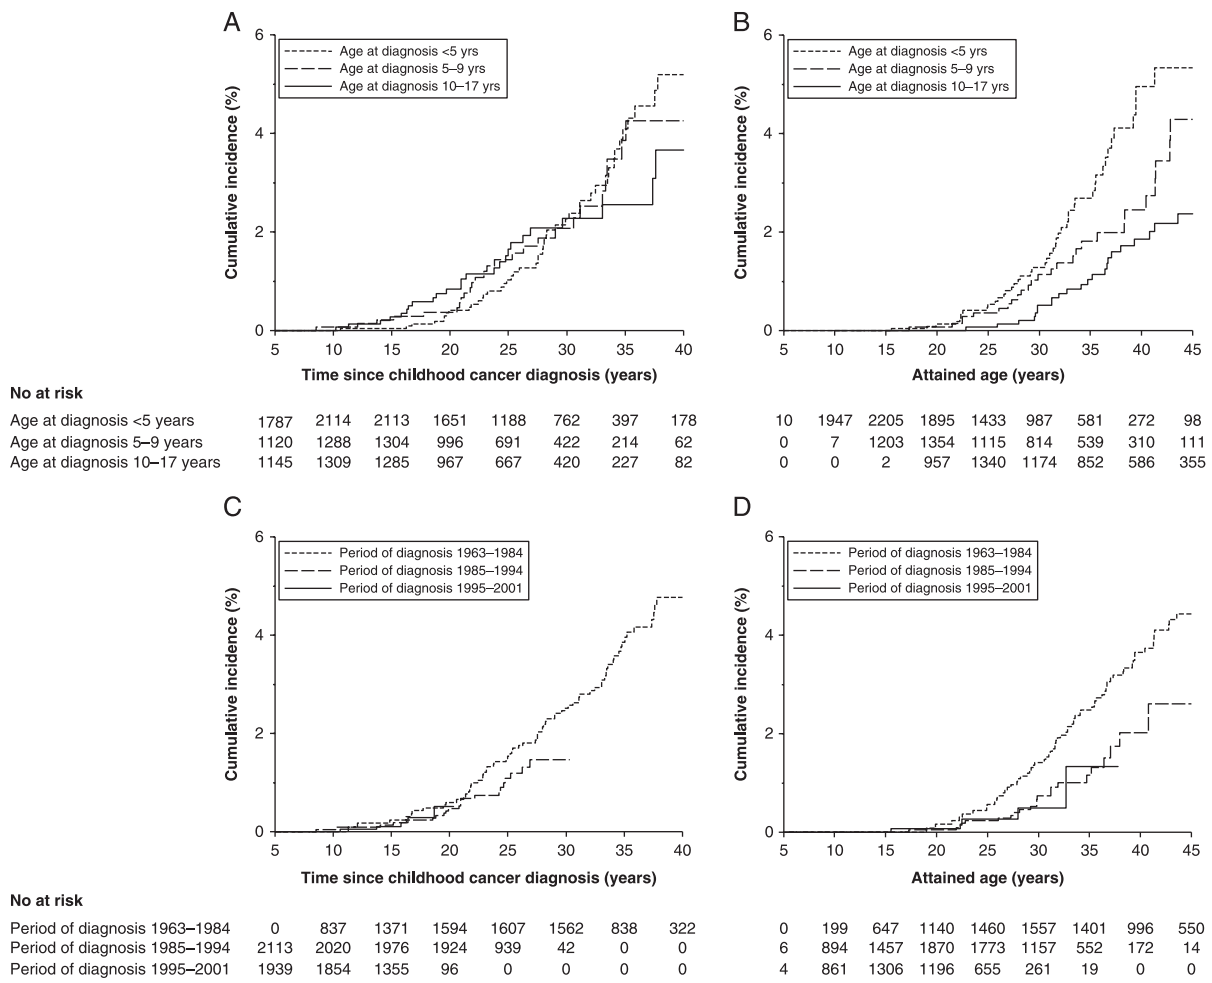 A
B
6
Age at diagnosis <5 yrs
Age at diagnosis 5–9 yrs
Age at diagnosis 10–17 yrs
4
2
0
Cumulative incidence (%)
5 10 15 20 25 30 35 40
Time since childhood cancer diagnosis (years)
6
Age at diagnosis <5 yrs
Age at diagnosis 5–9 yrs
Age at diagnosis 10–17 yrs
4
2
0
Cumulative incidence (%)
5 10 15 20 25 30 35 40 45
Attained age (years)
No at risk
Age at diagnosis <5 years 1787 2114 2113 1651 1188 762 397 178 10 1947 2205 1895 1433 987 581 272 98
Age at diagnosis 5–9 years 1120 1288 1304 996 691 422 214 62 0 7 1203 1354 1115 814 539 310 111
Age at diagnosis 10–17 years 1145 1309 1285 967 667 420 227 82 0 0 2 957 1340 1174 852 586 355
C
D
6
Period of diagnosis 1963–1984
Period of diagnosis 1985–1994
Period of diagnosis 1995–2001
4
2
0
Cumulative incidence (%)
5 10 15 20 25 30 35 40
Time since childhood cancer diagnosis (years)
6
Period of diagnosis 1963–1984
Period of diagnosis 1985–1994
Period of diagnosis 1995–2001
4
2
0
Cumulative incidence (%)
5 10 15 20 25 30 35 40 45
Attained age (years)
No at risk
Period of diagnosis 1963–1984 0 837 1371 1594 1607 1562 838 322 0 199 647 1140 1460 1557 1401 996 550
Period of diagnosis 1985–1994 2113 2020 1976 1924 939 42 0 0 6 894 1457 1870 1773 1157 552 172 14
Period of diagnosis 1995–2001 1939 1854 1355 96 0 0 0 0 4 861 1306 1196 655 261 19 0 0